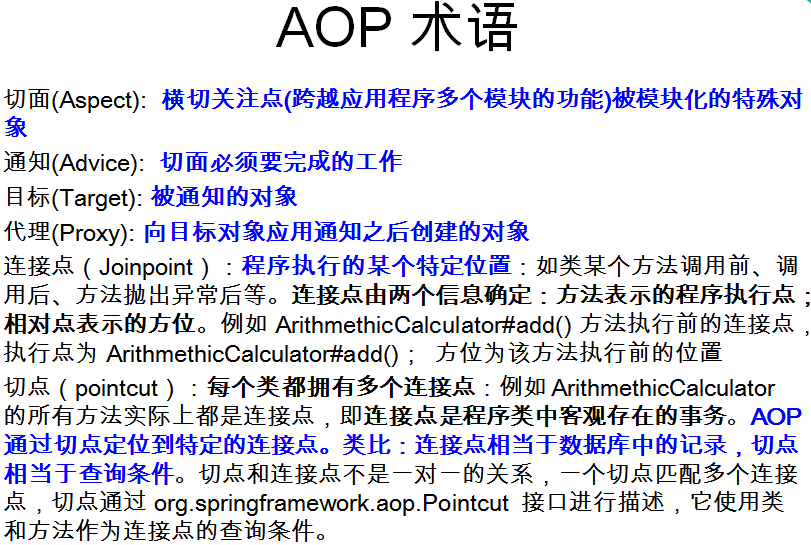 AOP 术语
切面(Aspect): 横切关注点(跨越应用程序多个模块的功能)被模块化的特殊对
象
通知(Advice): 切面必须要完成的工作
目标(Target): 被通知的对象
代理(Proxy): 向目标对象应用通知之后创建的对象
连接点（Joinpoint）：程序执行的某个特定位置：如类某个方法调用前、调
用后、方法抛出异常后等。连接点由两个信息确定：方法表示的程序执行点；
相对点表示的方位。例如 ArithmethicCalculator#add() 方法执行前的连接点，
执行点为 ArithmethicCalculator#add()； 方位为该方法执行前的位置
切点（pointcut）：每个类都拥有多个连接点：例如 ArithmethicCalculator
的所有方法实际上都是连接点，即连接点是程序类中客观存在的事务。AOP
通过切点定位到特定的连接点。类比：连接点相当于数据库中的记录，切点
相当于查询条件。切点和连接点不是一对一的关系，一个切点匹配多个连接
点，切点通过 org.springframework.aop.Pointcut 接口进行描述，它使用类
和方法作为连接点的查询条件。